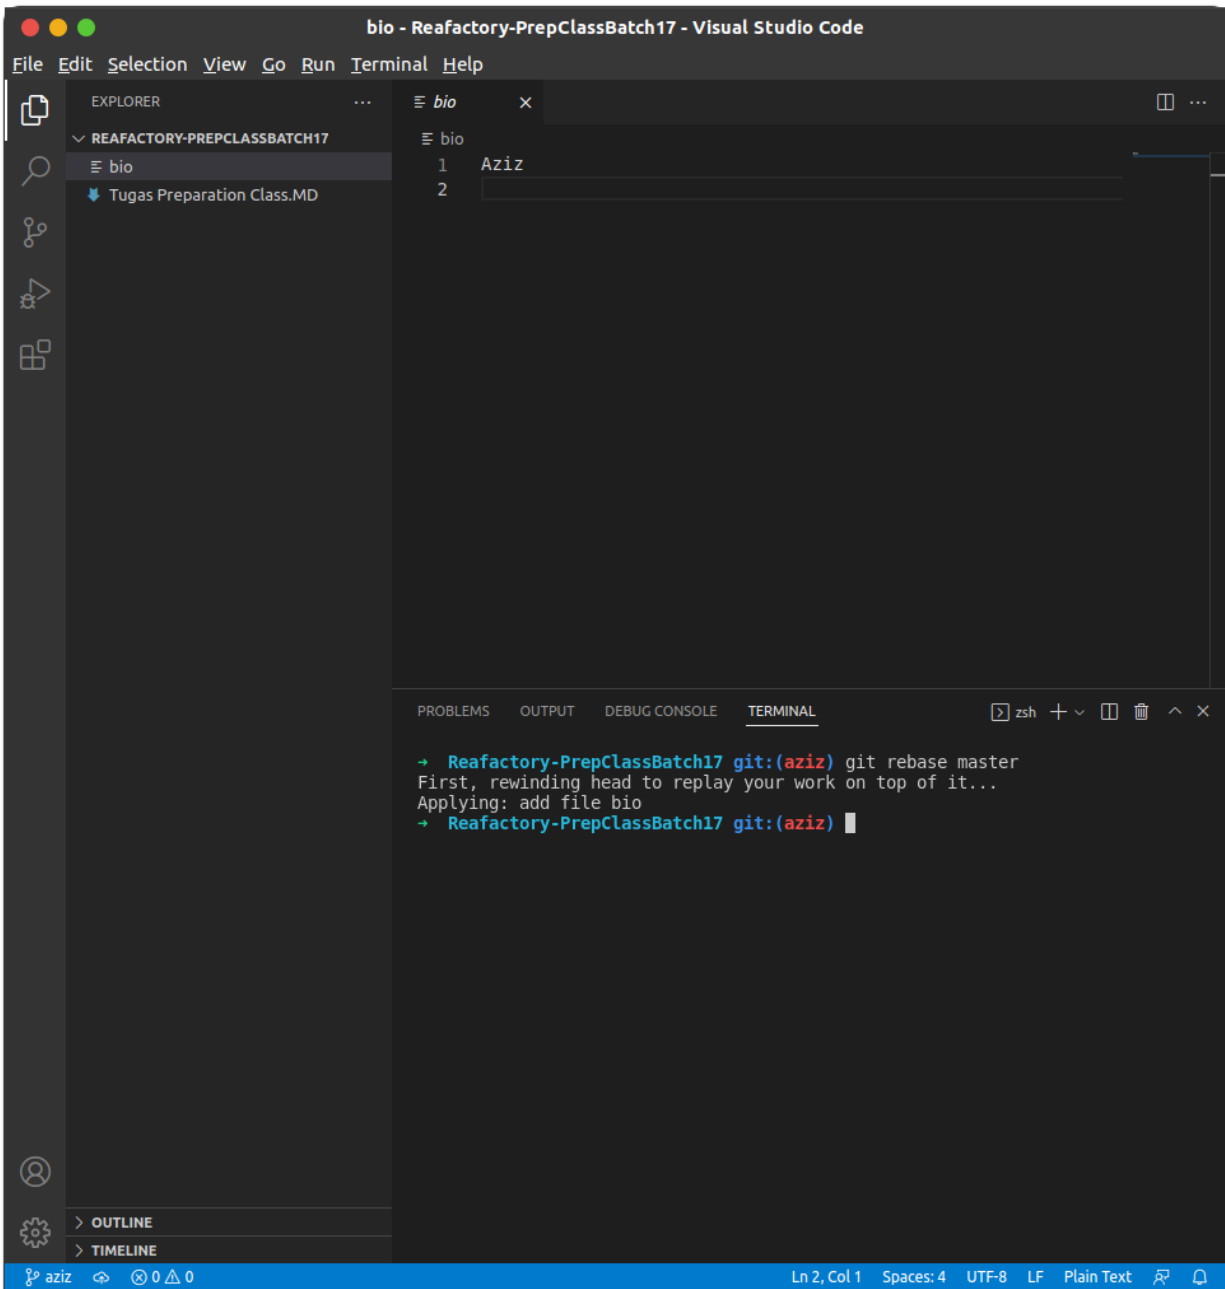 bio - Reafactory-PrepClassBatch17 - Visual Studio Code
File Edit Selection View Go Run Terminal Help
EXPLORER
REAFACTORY-PREPCLASSBATCH17
bio
Tugas Preparation Class.MD
OUTLINE
TIMELINE
bio
bio
1 Aziz
2
PROBLEMS OUTPUT DEBUG CONSOLE TERMINAL zsh
→ Reafactory-PrepClassBatch17 git:(aziz) git rebase master
First, rewinding head to replay your work on top of it...
Applying: add file bio
→ Reafactory-PrepClassBatch17 git:(aziz)
aziz 0 0 Ln 2, Col 1 Spaces: 4 UTF-8 LF Plain Text